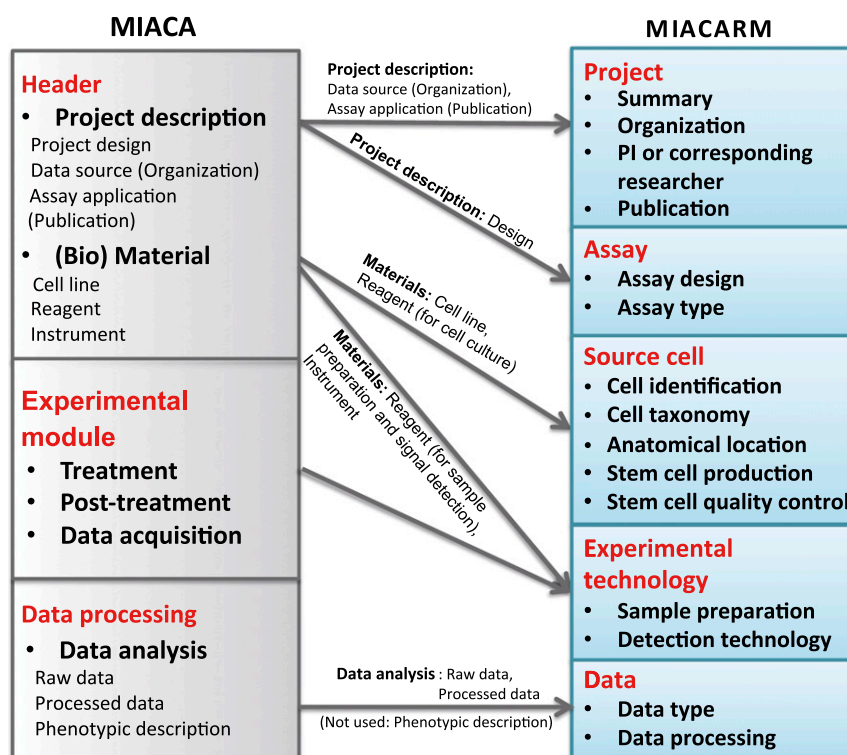 MIACA
Header
• Project description
Project design
Data source (Organization)
Assay application
(Publication)
• (Bio) Material
Cell line
Reagent
Instrument
Experimental
module
• Treatment
• Post-treatment
• Data acquisition
Data processing
• Data analysis
Raw data
Processed data
Phenotypic description
Project description:
Data source (Organization),
Assay application (Publication)
Project description: Design
Materials: Cell line,
Reagent (for cell culture)
Materials: Reagent (for sample
preparation and signal detection),
Instrument
Data analysis : Raw data,
Processed data
(Not used: Phenotypic description)
MIACARM
Project
• Summary
• Organization
• PI or corresponding
researcher
• Publication
Assay
• Assay design
• Assay type
Source cell
• Cell identification
• Cell taxonomy
• Anatomical location
• Stem cell production
• Stem cell quality control
Experimental
technology
• Sample preparation
• Detection technology
Data
• Data type
• Data processing